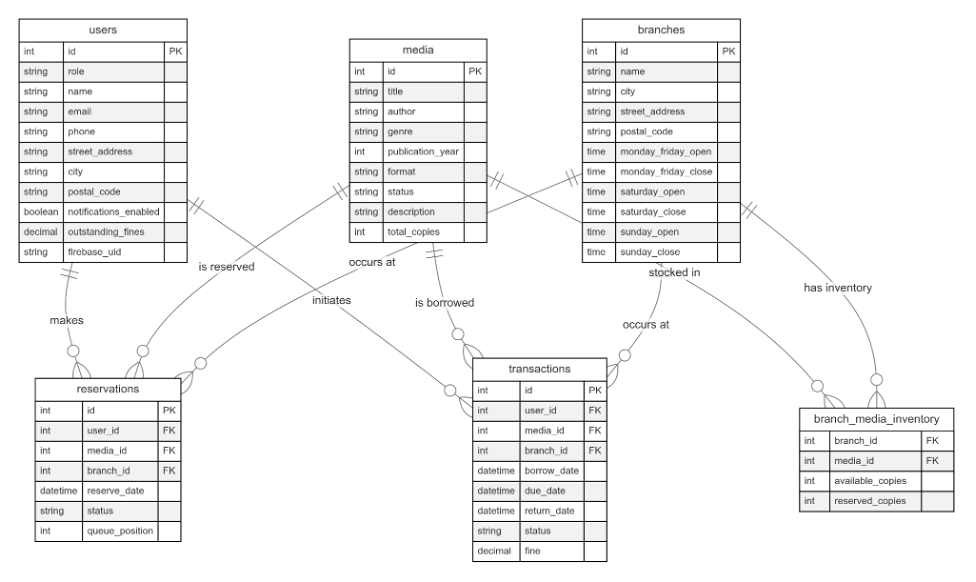 users
int id PK
string role
string name
string email
string phone
string street_address
string city
string postal_code
boolean notifications_enabled
decimal outstanding_fines
string firebase_uid
media
int id PK
string title
string author
string genre
int publication_year
string format
string status
string description
int total_copies
branches
int id PK
string name
string city
string street_address
string postal_code
time monday_friday_open
time monday_friday_close
time saturday_open
time saturday_close
time sunday_open
time sunday_close
is reserved
occurs at
stocked in
has inventory
initiates
is borrowed
makes
occurs at
reservations
int id PK
int user_id FK
int media_id FK
int branch_id FK
datetime reserve_date
string status
int queue_position
transactions
int id PK
int user_id FK
int media_id FK
int branch_id FK
datetime borrow_date
datetime due_date
datetime return_date
string status
decimal fine
branch_media_inventory
int branch_id FK
int media_id FK
int available_copies
int reserved_copies